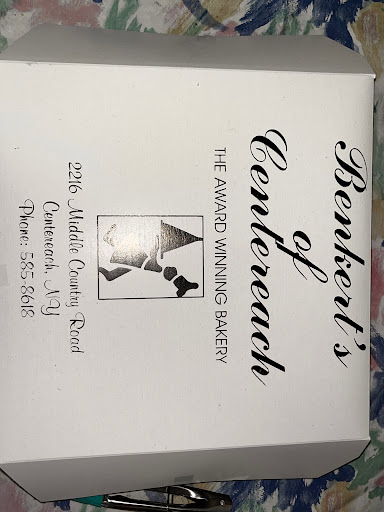 Benkert's
of
Centereach
THE AWARD WINNING BAKERY
2216 Middle Country Road
Centereach, NY
Phone: 585-8618